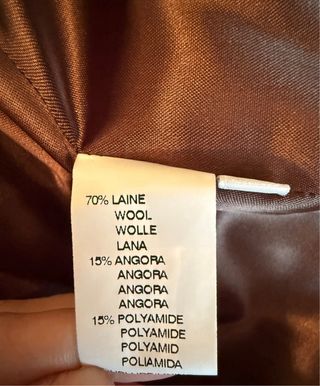 70% LAINE
WOOL
WOLLE
LANA
15% ANGORA
ANGORA
ANGORA
ANGORA
15% POLYAMIDE
POLYAMIDE
POLYAMID
POLIAMIDA